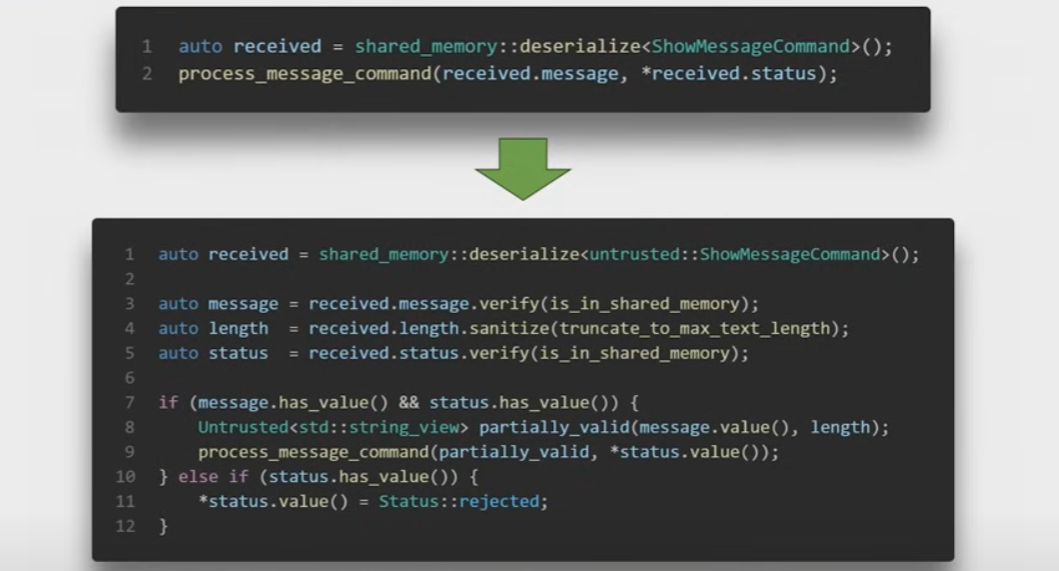 1 auto received = shared_memory::deserialize<ShowMessageCommand>();
2 process_message_command(received.message, *received.status);
1 auto received = shared_memory::deserialize<untrusted::ShowMessageCommand>();
2
3 auto message = received.message.verify(is_in_shared_memory);
4 auto length  = received.length.sanitize(truncate_to_max_text_length);
5 auto status  = received.status.verify(is_in_shared_memory);
6
7 if (message.has_value() && status.has_value()) {
8     Untrusted<std::string_view> partially_valid(message.value(), length);
9     process_message_command(partially_valid, *status.value());
10 } else if (status.has_value()) {
11     *status.value() = Status::rejected;
12 }